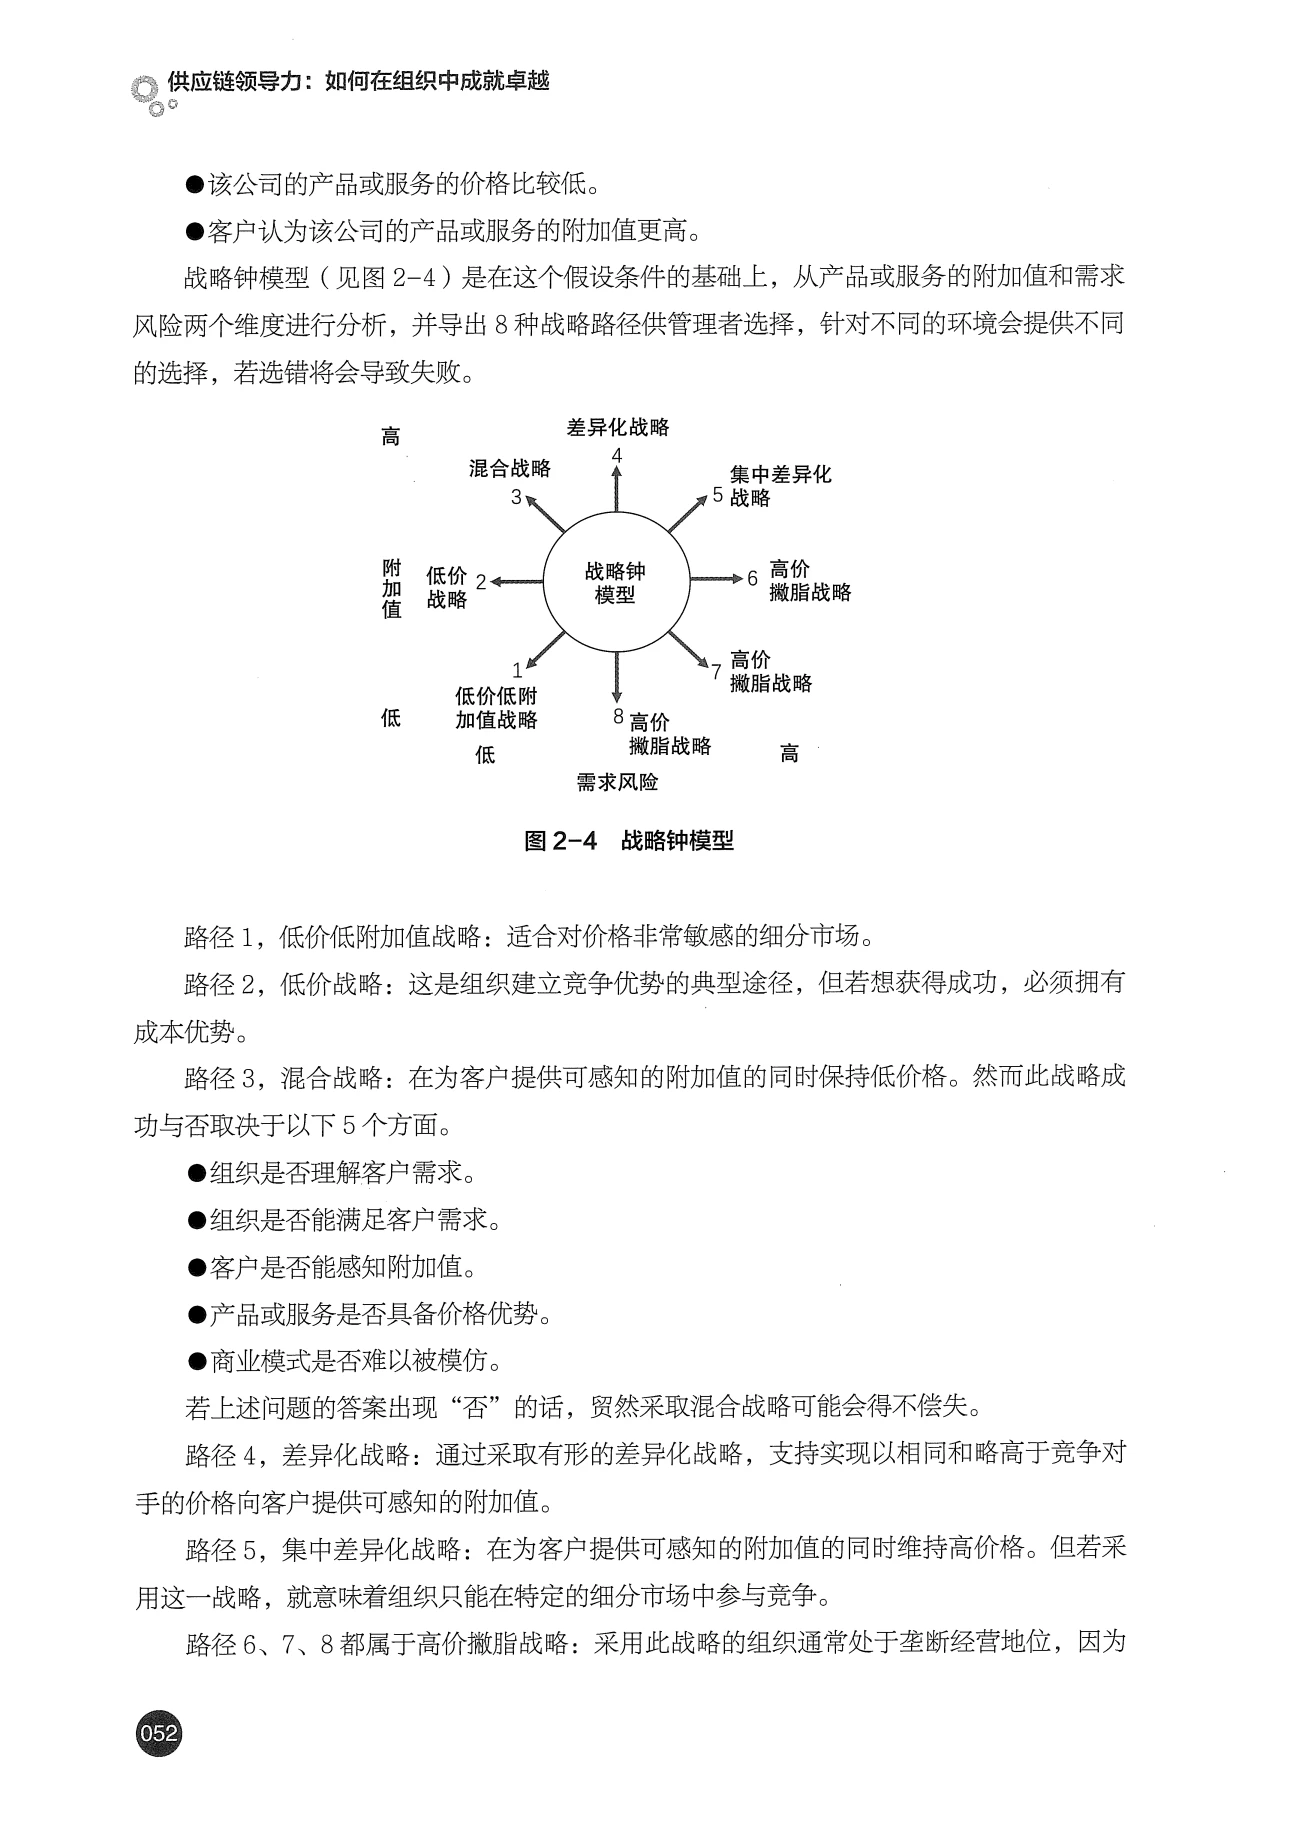 供应链领导力：如何在组织中成就卓越
●该公司的产品或服务的价格比较低。
●客户认为该公司的产品或服务的附加值更高。
战略钟模型（见图2-4）是在这个假设条件的基础上，从产品或服务的附加值和需求
风险两个维度进行分析，并导出8种战略路径供管理者选择，针对不同的环境会提供不同
的选择，若选错将会导致失败。
高
差异化战略
4
混合战略
3
集中差异化
5 战略
附加值
低价
战略
2
战略钟
模型
6
高价
撇脂战略
1
低价低附
加值战略
7
高价
撇脂战略
8
高价
撇脂战略
低
低
高
需求风险
图2-4 战略钟模型
路径1，低价低附加值战略：适合对价格非常敏感的细分市场。
路径2，低价战略：这是组织建立竞争优势的典型途径，但若想获得成功，必须拥有
成本优势。
路径3，混合战略：在为客户提供可感知的附加值的同时保持低价格。然而此战略成
功与否取决于以下5个方面。
●组织是否理解客户需求。
●组织是否能满足客户需求。
●客户是否能感知附加值。
●产品或服务是否具备价格优势。
●商业模式是否难以被模仿。
若上述问题的答案出现“否”的话，贸然采取混合战略可能会得不偿失。
路径4，差异化战略：通过采取有形的差异化战略，支持实现以相同和略高于竞争对
手的价格向客户提供可感知的附加值。
路径5，集中差异化战略：在为客户提供可感知的附加值的同时维持高价格。但若采
用这一战略，就意味着组织只能在特定的细分市场中参与竞争。
路径6、7、8都属于高价撇脂战略：采用此战略的组织通常处于垄断经营地位，因为
052